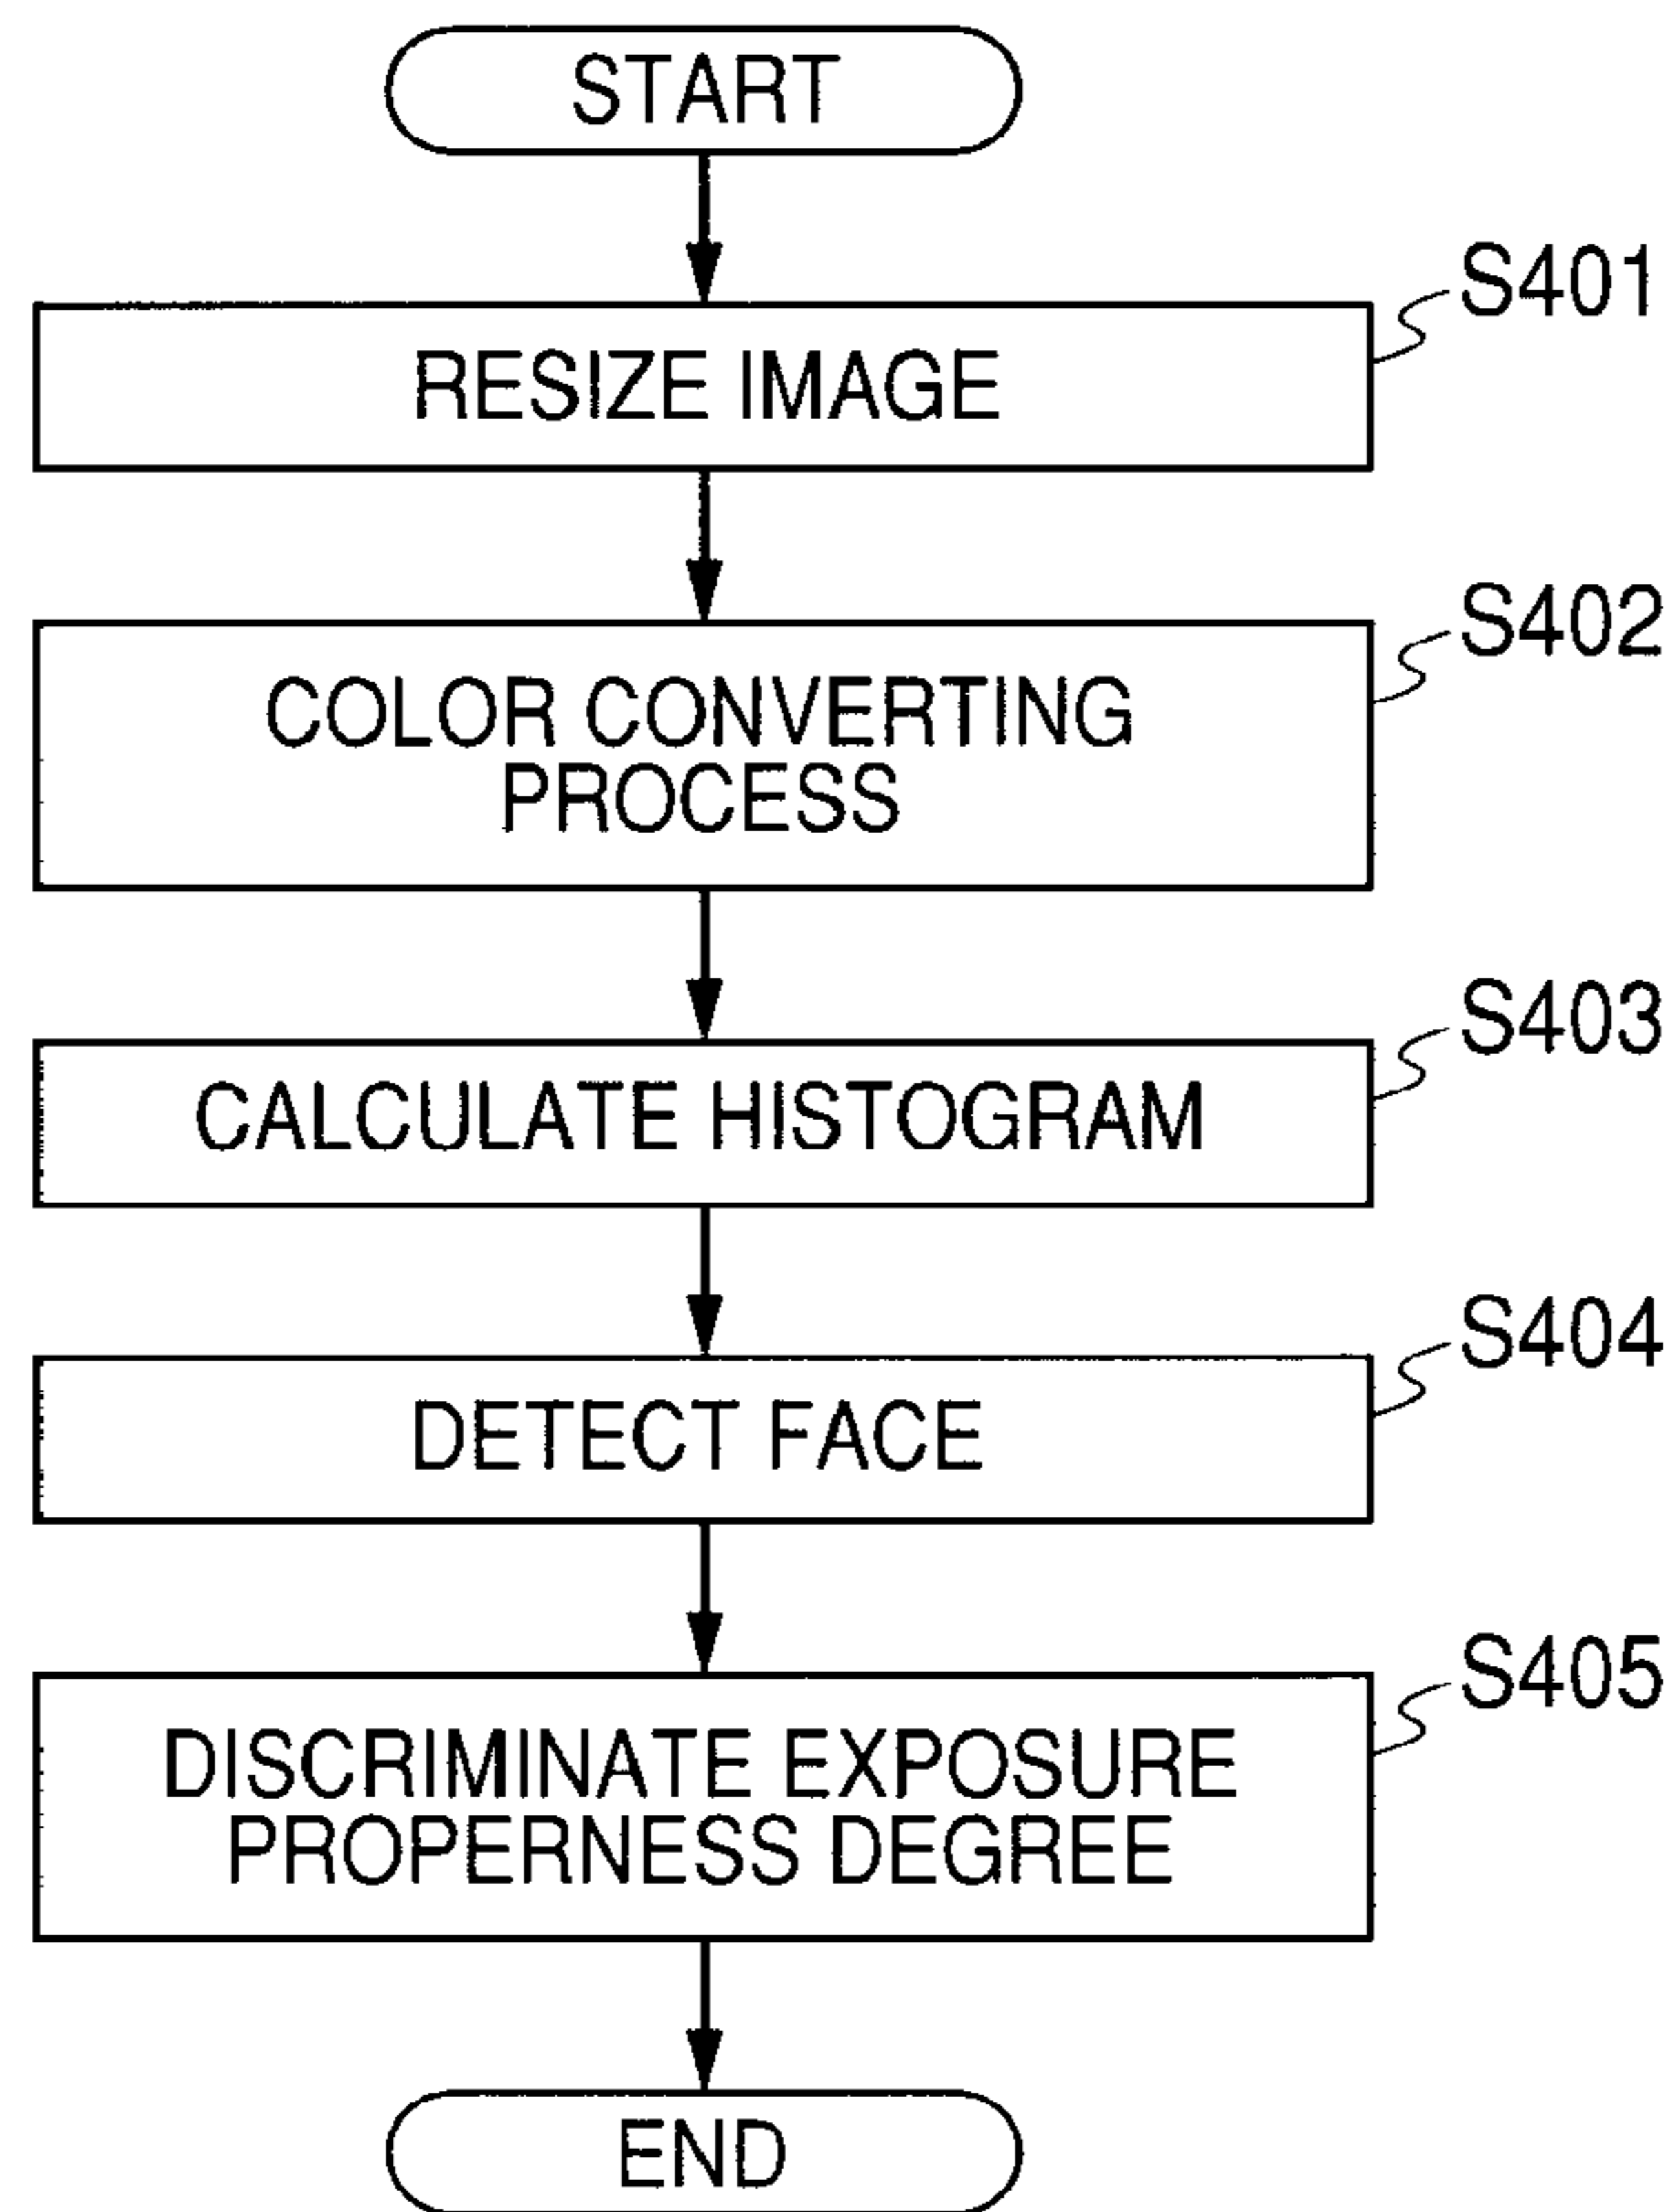 START
S401
RESIZE IMAGE
S402
COLOR CONVERTING
PROCESS
S403
CALCULATE HISTOGRAM
S404
DETECT FACE
S405
DISCRIMINATE EXPOSURE
PROPERNESS DEGREE
END